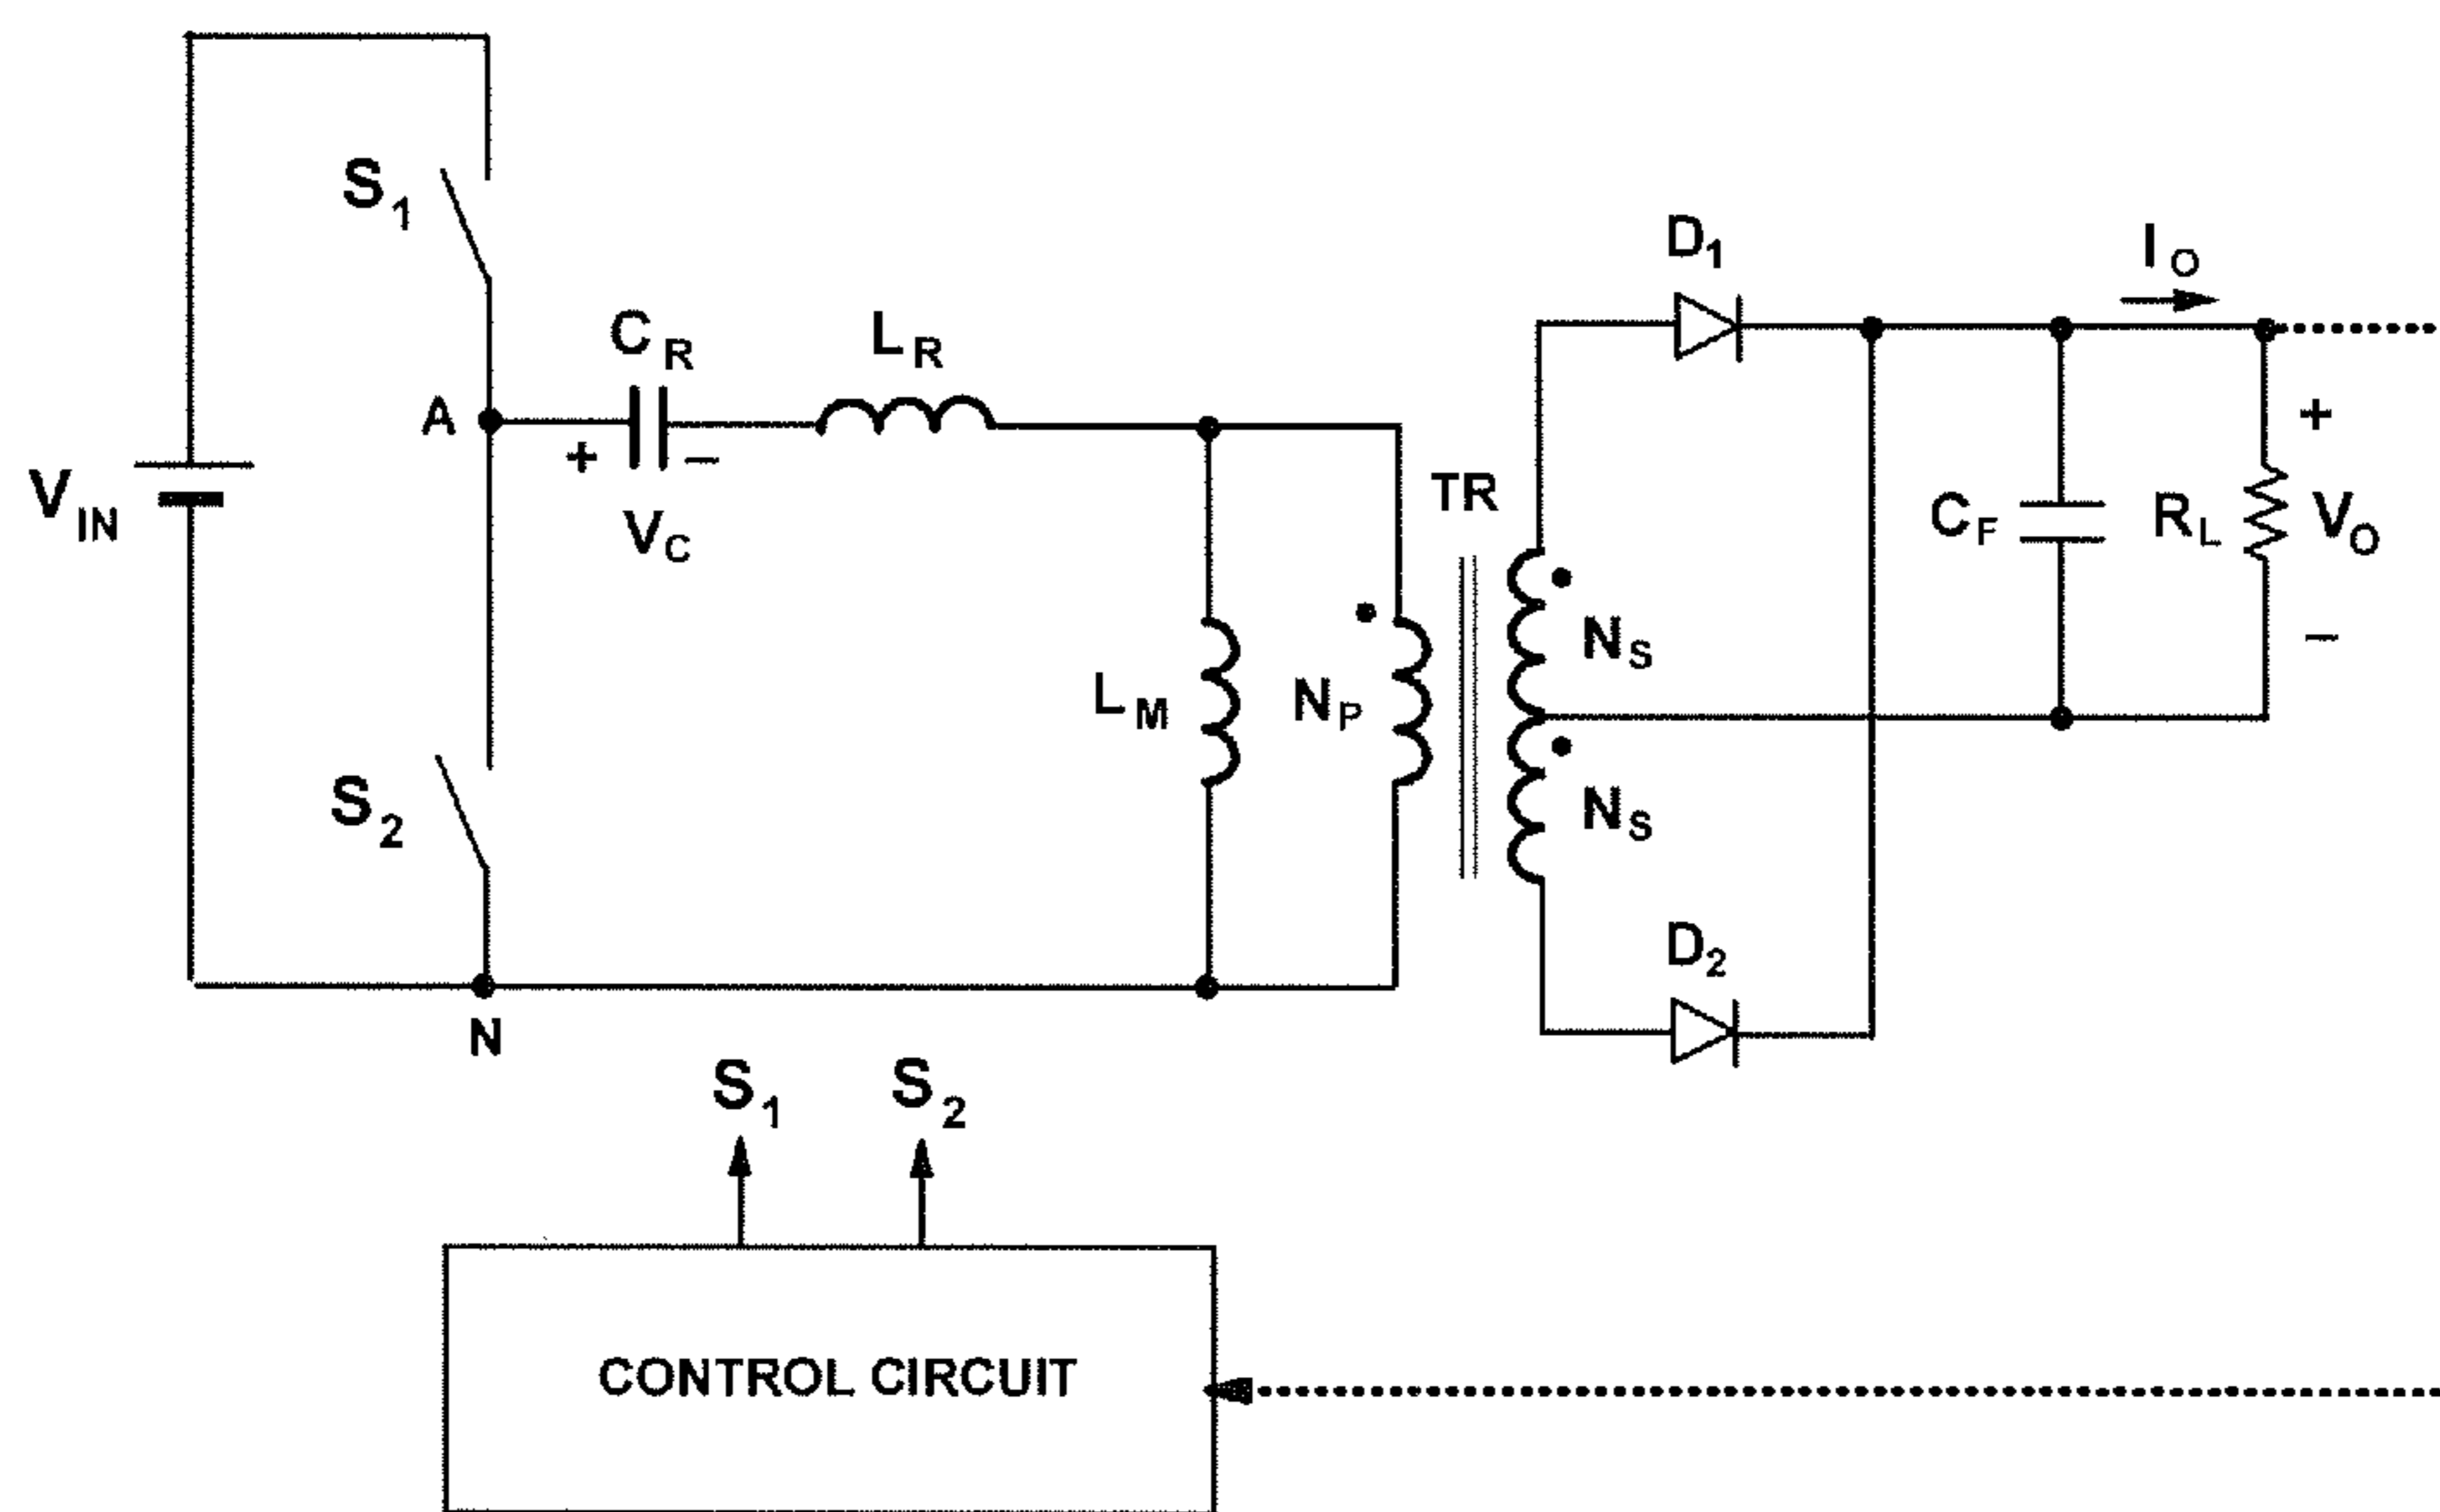 S1
D1
IO
CR
LR
A
+
−
+
VIN
VC
TR
CF
RL
VO
−
NS
LM
NP
S2
NS
D2
N
S1
S2
CONTROL CIRCUIT